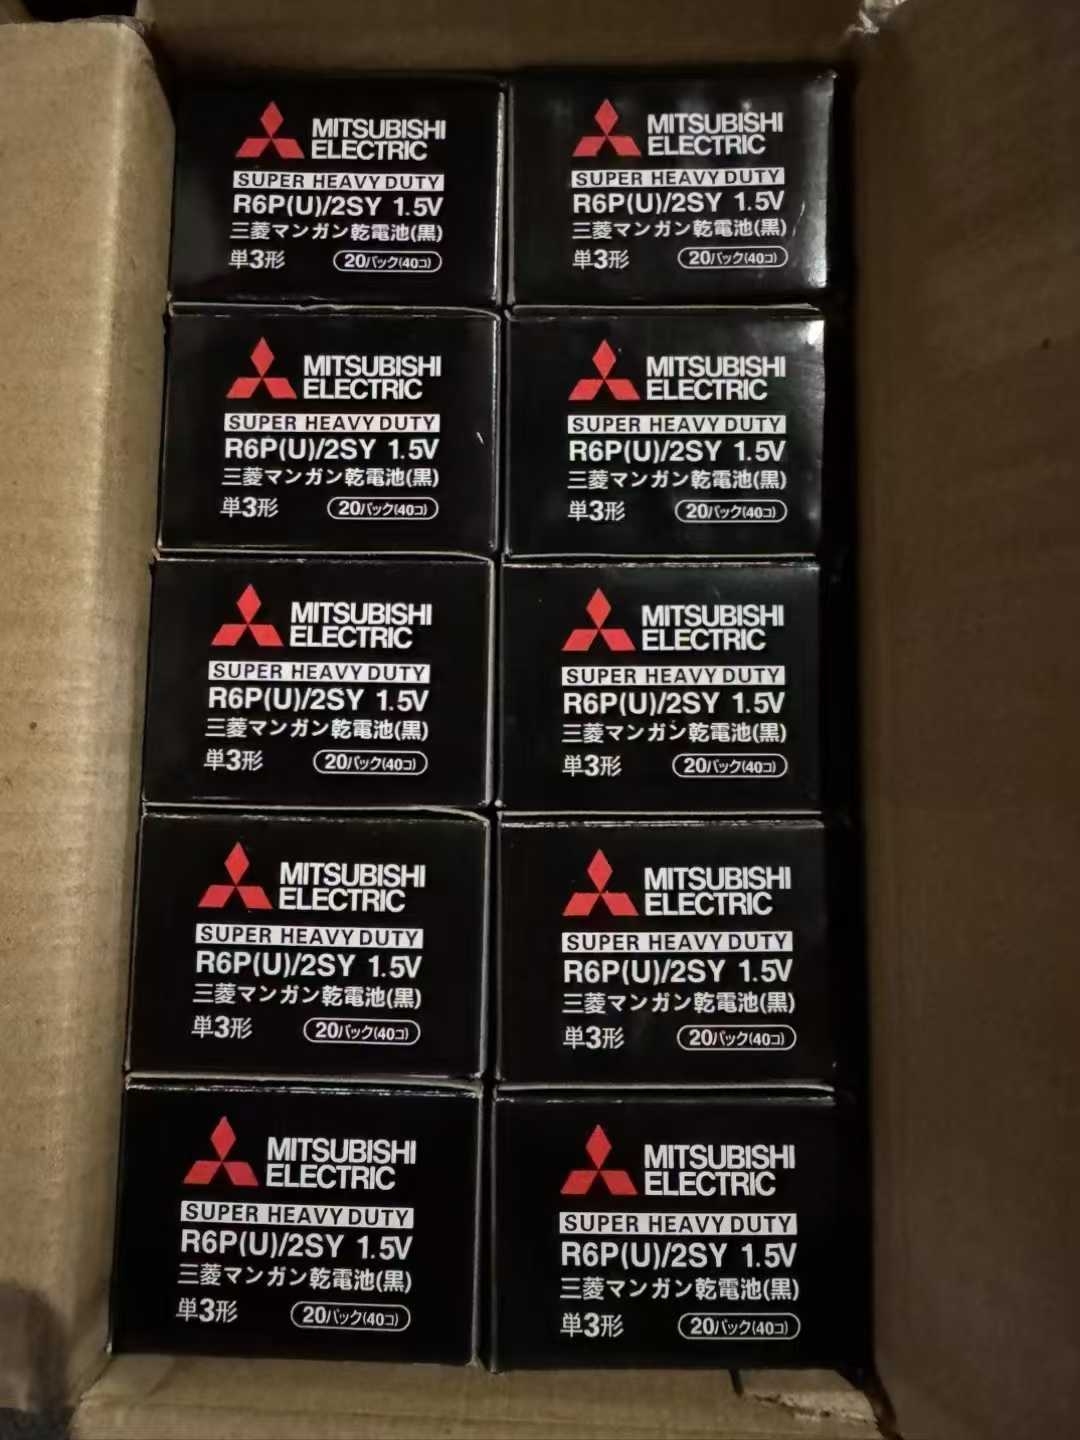 MITSUBISHI
ELECTRIC
SUPER HEAVY DUTY
R6P(U)/2SY 1.5V
三菱マンガン乾電池(黒)
単3形 20パック(40コ)
MITSUBISHI
ELECTRIC
SUPER HEAVY DUTY
R6P(U)/2SY 1.5V
三菱マンガン乾電池(黒)
単3形 20パック(40コ)
MITSUBISHI
ELECTRIC
SUPER HEAVY DUTY
R6P(U)/2SY 1.5V
三菱マンガン乾電池(黒)
単3形 20パック(40コ)
MITSUBISHI
ELECTRIC
SUPER HEAVY DUTY
R6P(U)/2SY 1.5V
三菱マンガン乾電池(黒)
単3形 20パック(40コ)
MITSUBISHI
ELECTRIC
SUPER HEAVY DUTY
R6P(U)/2SY 1.5V
三菱マンガン乾電池(黒)
単3形 20パック(40コ)
MITSUBISHI
ELECTRIC
SUPER HEAVY DUTY
R6P(U)/2SY 1.5V
三菱マンガン乾電池(黒)
単3形 20パック(40コ)
MITSUBISHI
ELECTRIC
SUPER HEAVY DUTY
R6P(U)/2SY 1.5V
三菱マンガン乾電池(黒)
単3形 20パック(40コ)
MITSUBISHI
ELECTRIC
SUPER HEAVY DUTY
R6P(U)/2SY 1.5V
三菱マンガン乾電池(黒)
単3形 20パック(40コ)
MITSUBISHI
ELECTRIC
SUPER HEAVY DUTY
R6P(U)/2SY 1.5V
三菱マンガン乾電池(黒)
単3形 20パック(40コ)
MITSUBISHI
ELECTRIC
SUPER HEAVY DUTY
R6P(U)/2SY 1.5V
三菱マンガン乾電池(黒)
単3形 20パック(40コ)